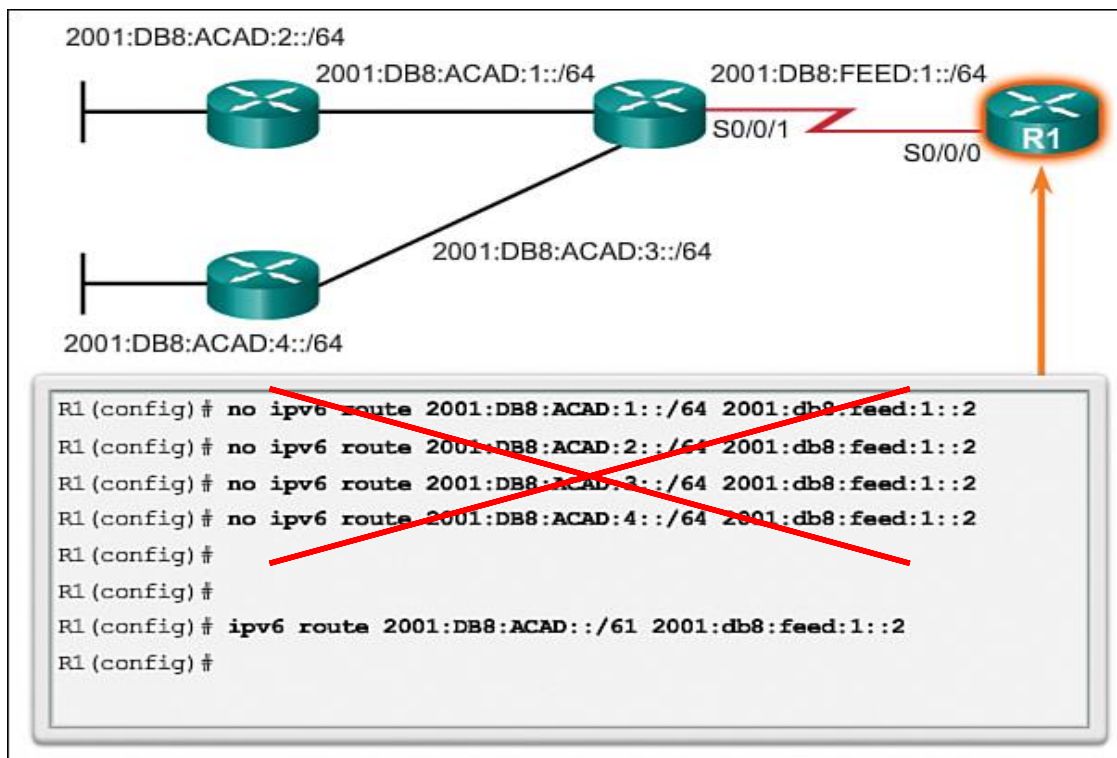 2001:DB8:ACAD:2::/64
2001:DB8:ACAD:1::/64
2001:DB8:FEED:1::/64
S0/0/1
S0/0/0
R1
2001:DB8:ACAD:3::/64
2001:DB8:ACAD:4::/64
R1(config)# no ipv6 route 2001:DB8:ACAD:1::/64 2001:db8:feed:1::2
R1(config)# no ipv6 route 2001:DB8:ACAD:2::/64 2001:db8:feed:1::2
R1(config)# no ipv6 route 2001:DB8:ACAD:3::/64 2001:db8:feed:1::2
R1(config)# no ipv6 route 2001:DB8:ACAD:4::/64 2001:db8:feed:1::2
R1(config)#
R1(config)#
R1(config)# ipv6 route 2001:DB8:ACAD::/61 2001:db8:feed:1::2
R1(config)#